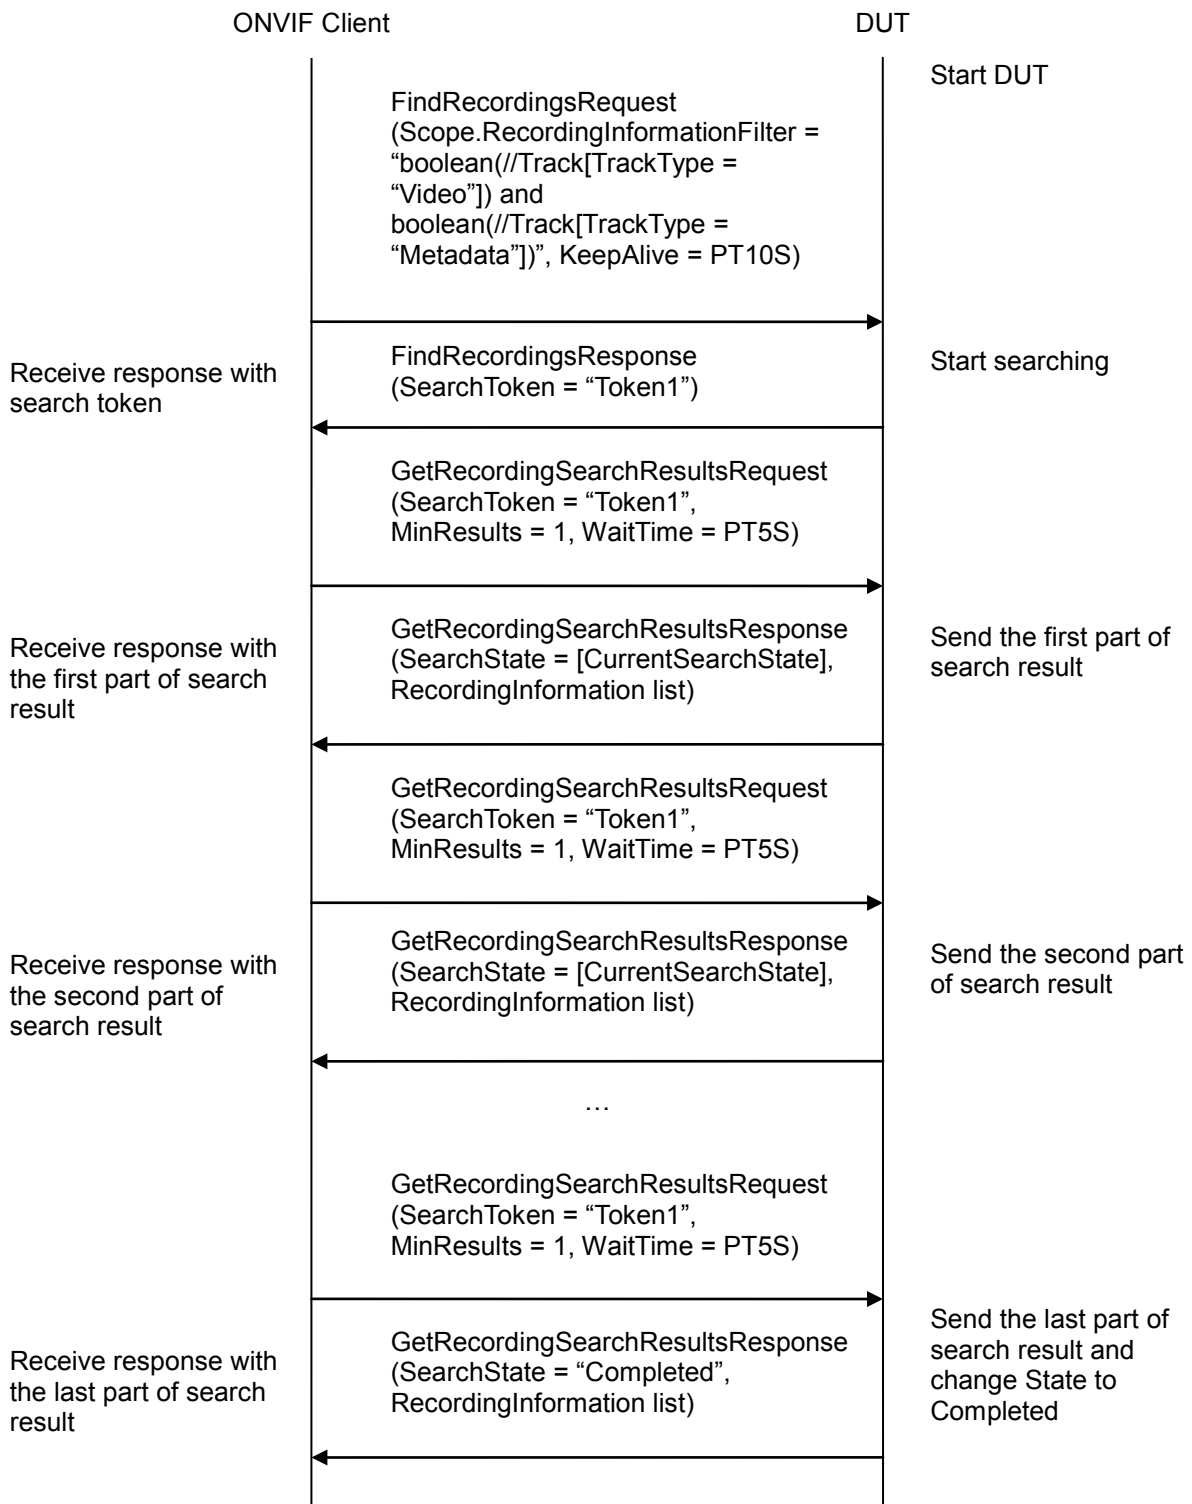 ONVIF Client
DUT
Start DUT
FindRecordingsRequest
(Scope.RecordingInformationFilter =
“boolean(//Track[TrackType =
“Video”]) and
boolean(//Track[TrackType =
“Metadata”])”, KeepAlive = PT10S)
Receive response with
search token
FindRecordingsResponse
(SearchToken = “Token1”)
Start searching
GetRecordingSearchResultsRequest
(SearchToken = “Token1”,
MinResults = 1, WaitTime = PT5S)
Receive response with
the first part of search
result
GetRecordingSearchResultsResponse
(SearchState = [CurrentSearchState],
RecordingInformation list)
Send the first part of
search result
GetRecordingSearchResultsRequest
(SearchToken = “Token1”,
MinResults = 1, WaitTime = PT5S)
Receive response with
the second part of
search result
GetRecordingSearchResultsResponse
(SearchState = [CurrentSearchState],
RecordingInformation list)
Send the second part
of search result
…
GetRecordingSearchResultsRequest
(SearchToken = “Token1”,
MinResults = 1, WaitTime = PT5S)
Receive response with
the last part of search
result
GetRecordingSearchResultsResponse
(SearchState = “Completed”,
RecordingInformation list)
Send the last part of
search result and
change State to
Completed